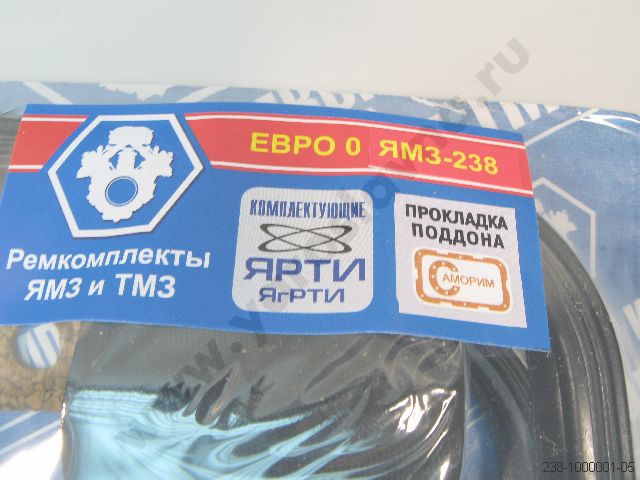 ЕВРО 0 ЯМЗ-238
Ремкомплекты
ЯМЗ и ТМЗ
КОМПЛЕКТУЮЩИЕ
ЯРТИ
ЯгРТИ
ПРОКЛАДКА
ПОДДОНА
САМОРИМ
238-1000001-05